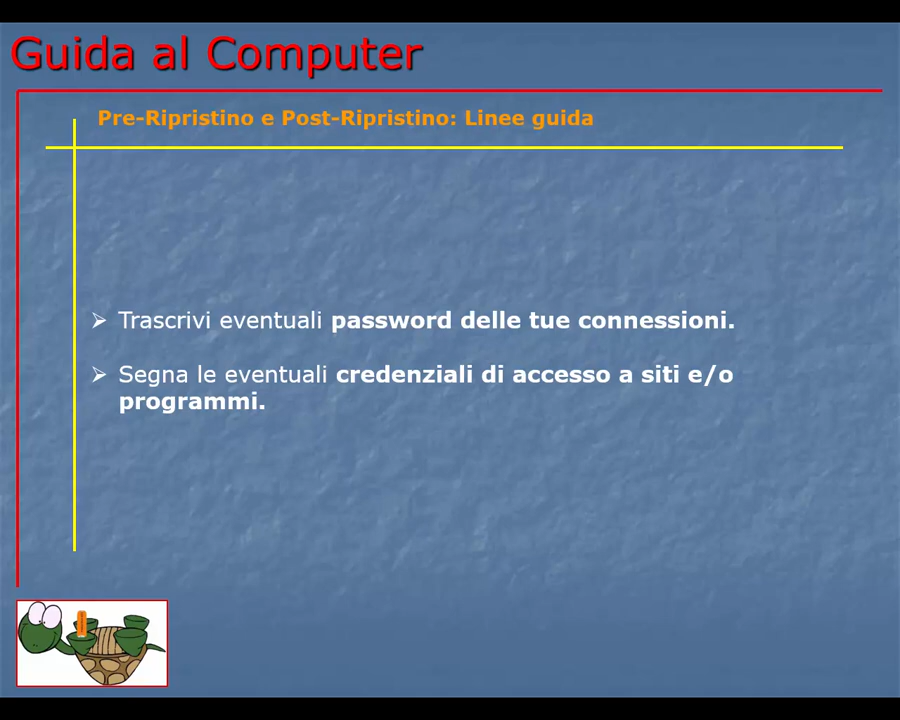 Guida al Computer
Pre-Ripristino e Post-Ripristino: Linee guida
Trascrivi eventuali password delle tue connessioni.
Segna le eventuali credenziali di accesso a siti e/o
programmi.